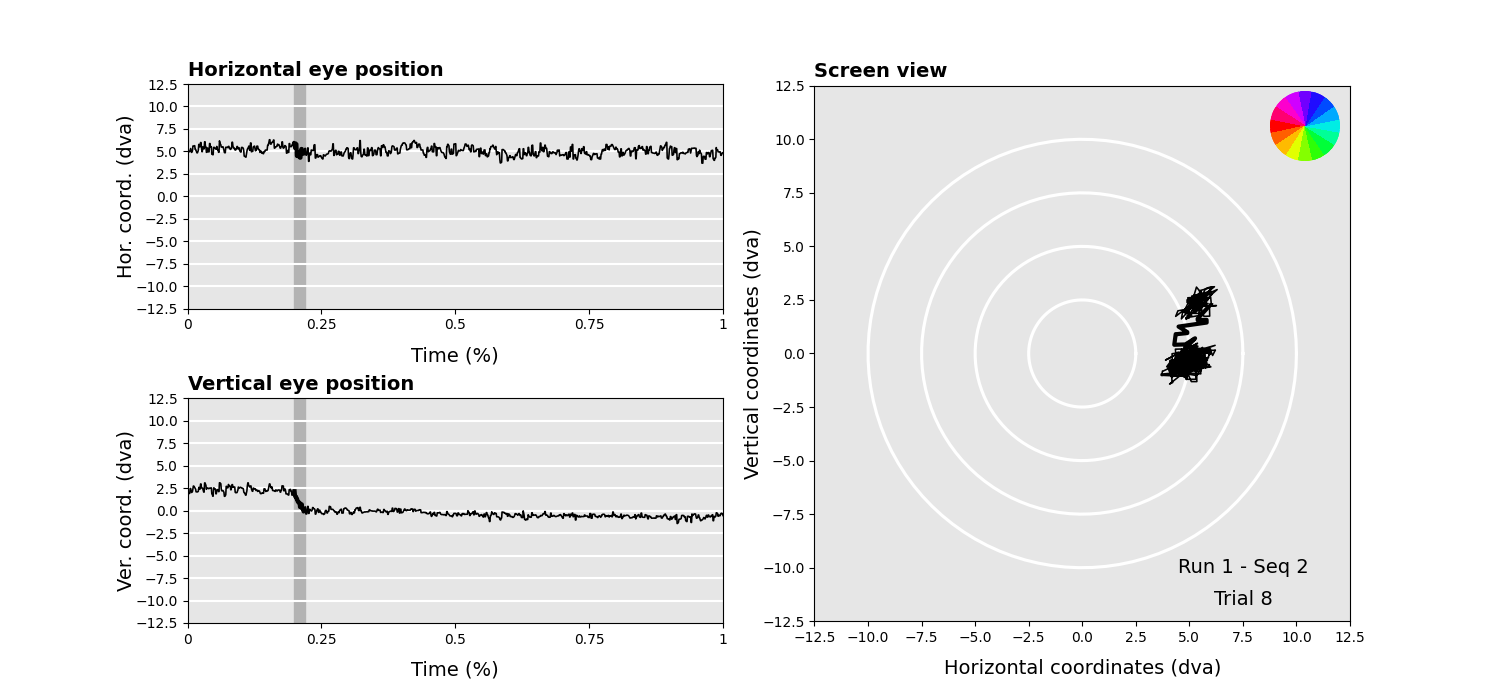 Horizontal eye position
12.5
10.0
7.5
5.0
2.5
0.0
−2.5
−5.0
−7.5
−10.0
−12.5
Hor. coord. (dva)
0 0.25 0.5 0.75 1
Time (%)
Vertical eye position
12.5
10.0
7.5
5.0
2.5
0.0
−2.5
−5.0
−7.5
−10.0
−12.5
Ver. coord. (dva)
0 0.25 0.5 0.75 1
Time (%)
Screen view
12.5
10.0
7.5
5.0
2.5
0.0
−2.5
−5.0
−7.5
−10.0
−12.5
Vertical coordinates (dva)
Run 1 - Seq 2
Trial 8
−12.5 −10.0 −7.5 −5.0 −2.5 0.0 2.5 5.0 7.5 10.0 12.5
Horizontal coordinates (dva)